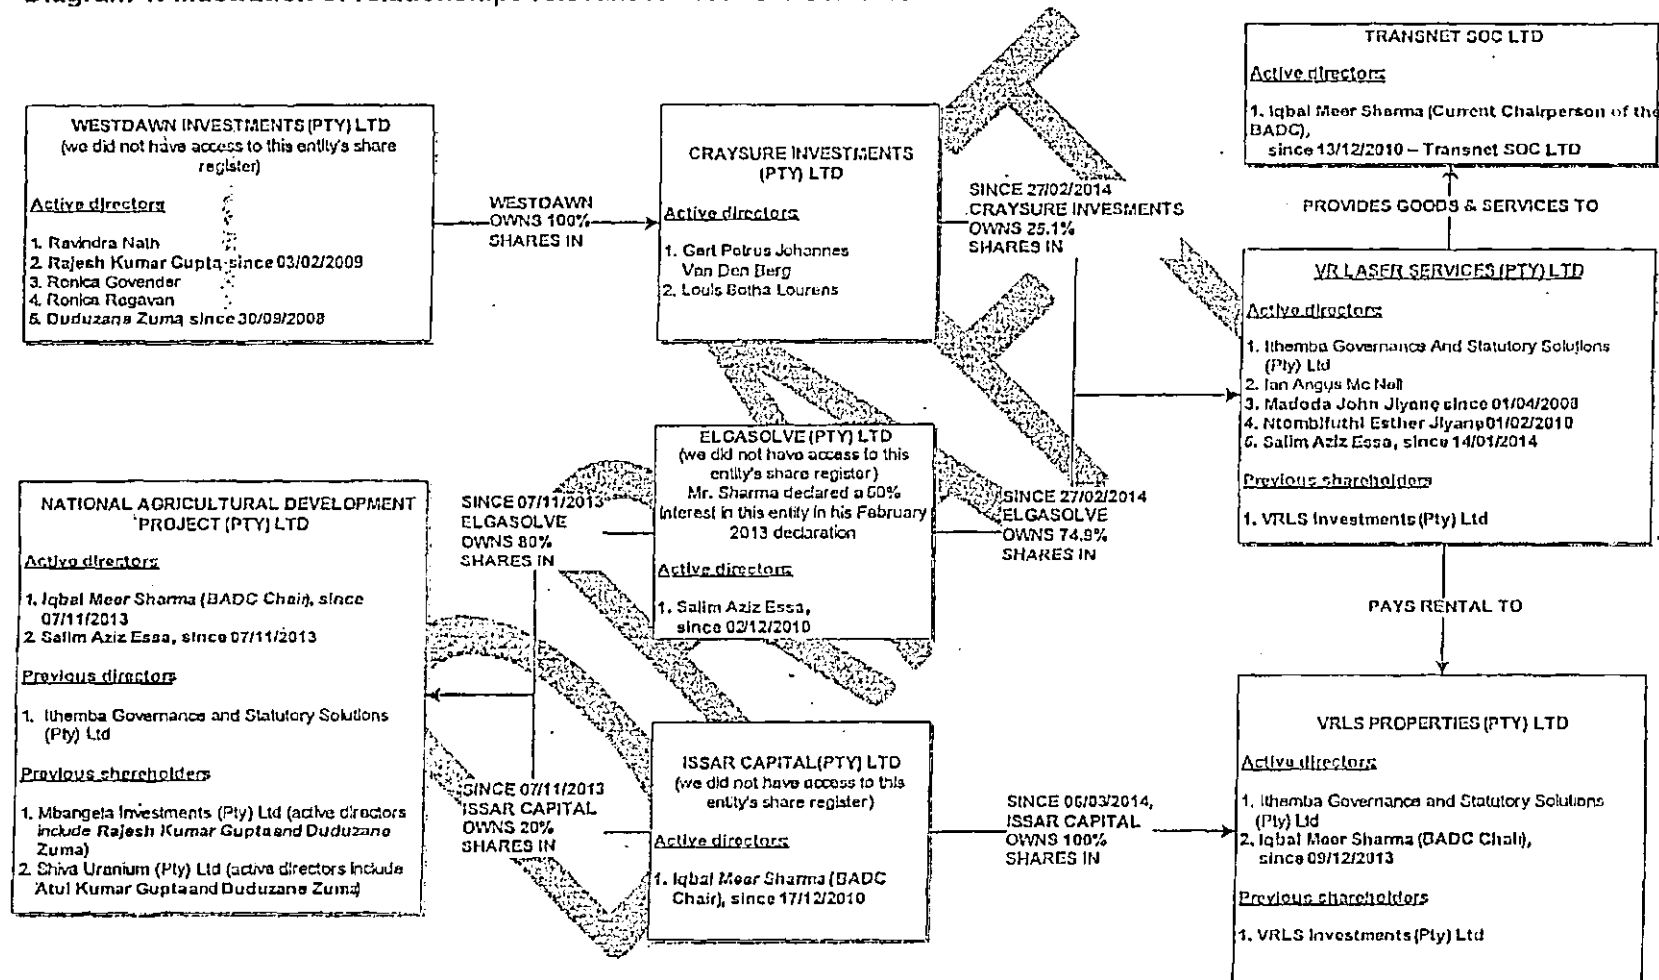 WESTDAWN INVESTMENTS (PTY) LTD
(we did not have access to this entity's share
register)
Active directors
1. Ravindra Nath
2. Rajesh Kumar Gupta since 03/02/2009
3. Ronica Govender
4. Ronica Ragavan
5. Duduzane Zuma since 30/09/2008
WESTDAWN
OWNS 100%
SHARES IN
CRAYSURE INVESTMENTS
(PTY) LTD
Active directors
1. Gert Petrus Johannes
Van Den Berg
2. Louis Botha Lourens
SINCE 27/02/2014
CRAYSURE INVESMENTS
OWNS 25.1%
SHARES IN
TRANSNET SOC LTD
Active directors
1. Iqbal Meer Sharma (Current Chairperson of the
BADC),
since 13/12/2010 – Transnet SOC LTD
PROVIDES GOODS & SERVICES TO
VR LASER SERVICES (PTY) LTD
Active directors
1. Ithemba Governance And Statutory Solutions
(Pty) Ltd
2. Ian Angus Mc
3. Madoda John Jiyane since 01/04/2008
4. Ntombifuthi Esther Jiyane 01/02/2010
5. Salim Aziz Essa, since 14/01/2014
Previous shareholders
1. VRLS Investments (Pty) Ltd
PAYS RENTAL TO
NATIONAL AGRICULTURAL DEVELOPMENT
PROJECT (PTY) LTD
Active directors
1. Iqbal Meer Sharma (BADC Chair), since
07/11/2013
2. Salim Aziz Essa, since 07/11/2013
Previous directors
1. Ithemba Governance and Statutory Solutions
(Pty) Ltd
Previous shareholders
1. Mbangela Investments (Pty) Ltd (active directors
include Rajesh Kumar Gupta and Duduzane
Zuma)
2. Shiva Uranium (Pty) Ltd (active directors include
Atul Kumar Gupta and Duduzane Zuma)
SINCE 07/11/2013
ELGASOLVE
OWNS 80%
SHARES IN
ELGASOLVE (PTY) LTD
(we did not have access to this
entity's share register)
Mr. Sharma declared a 50%
interest in this entity in his February
2013 declaration
Active directors
1. Salim Aziz Essa,
since 02/12/2010
SINCE 27/02/2014
ELGASOLVE
OWNS 74.9%
SHARES IN
SINCE 07/11/2013
ISSAR CAPITAL
OWNS 20%
SHARES IN
ISSAR CAPITAL (PTY) LTD
(we did not have access to this
entity's share register)
Active directors
1. Iqbal Meer Sharma (BADC
Chair), since 17/12/2010
SINCE 06/03/2014,
ISSAR CAPITAL
OWNS 100%
SHARES IN
VRLS PROPERTIES (PTY) LTD
Active directors
1. Ithemba Governance and Statutory Solutions
(Pty) Ltd
2. Iqbal Meer Sharma (BADC Chair),
since 09/12/2013
Previous shareholders
1. VRLS Investments (Pty) Ltd